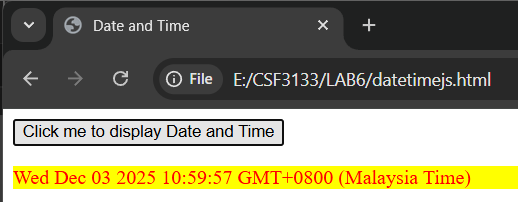 Date and Time
File
E:/CSF3133/LAB6/datetimejs.html
Click me to display Date and Time
Wed Dec 03 2025 10:59:57 GMT+0800 (Malaysia Time)